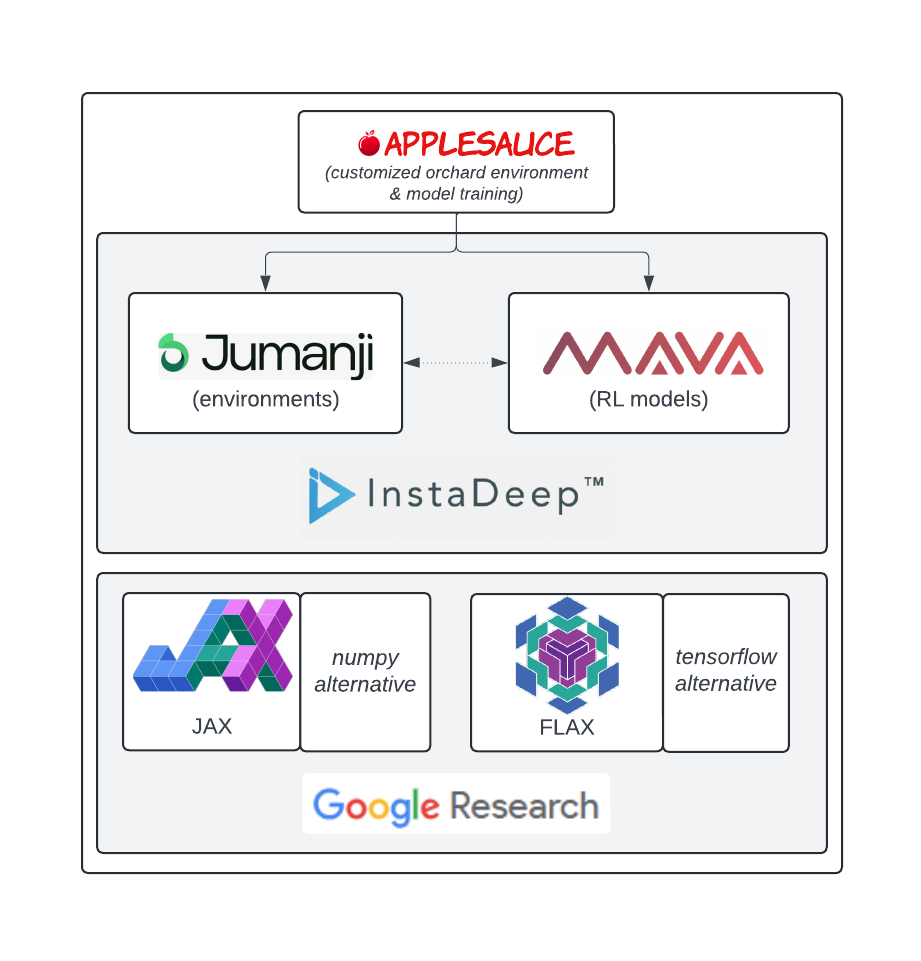 APPLESAUCE
(customized orchard environment
& model training)
Jumanji
(environments)
MAVA
(RL models)
InstaDeep™
JAX
numpy
alternative
JAX
FLAX
tensorflow
alternative
Google Research